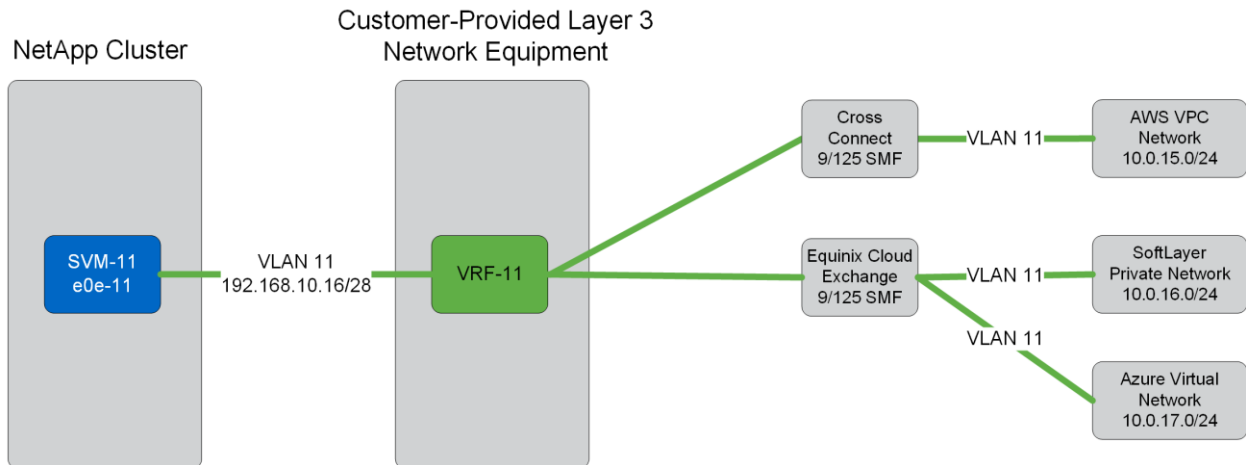 NetApp Cluster
Customer-Provided Layer 3
Network Equipment
SVM-11
e0e-11
VLAN 11
192.168.10.16/28
VRF-11
Cross
Connect
9/125 SMF
VLAN 11
AWS VPC
Network
10.0.15.0/24
Equinix Cloud
Exchange
9/125 SMF
VLAN 11
SoftLayer
Private Network
10.0.16.0/24
VLAN 11
Azure Virtual
Network
10.0.17.0/24